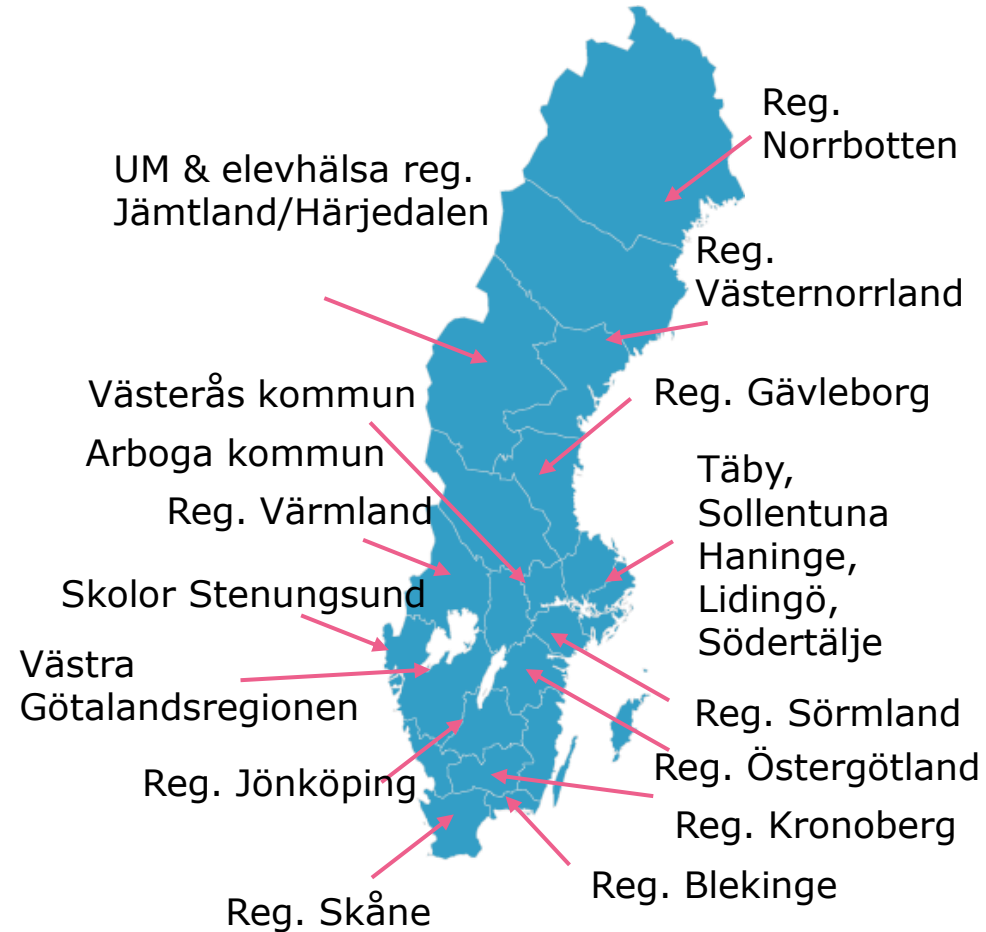 Reg.
Norrbotten
UM & elevhälsa reg.
Jämtland/Härjedalen
Reg.
Västernorrland
Västerås kommun
Reg. Gävleborg
Arboga kommun
Täby,
Sollentuna
Haninge,
Lidingö,
Södertälje
Reg. Värmland
Skolor Stenungsund
Västra
Götalandsregionen
Reg. Sörmland
Reg. Östergötland
Reg. Jönköping
Reg. Kronoberg
Reg. Blekinge
Reg. Skåne